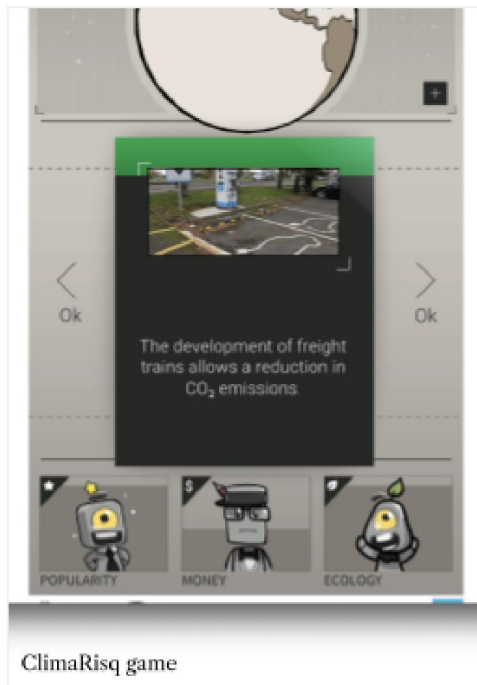 Ok
Ok
The development of freight
trains allows a reduction in
CO₂ emissions.
$
POPULARITY
MONEY
ECOLOGY
ClimaRisq game